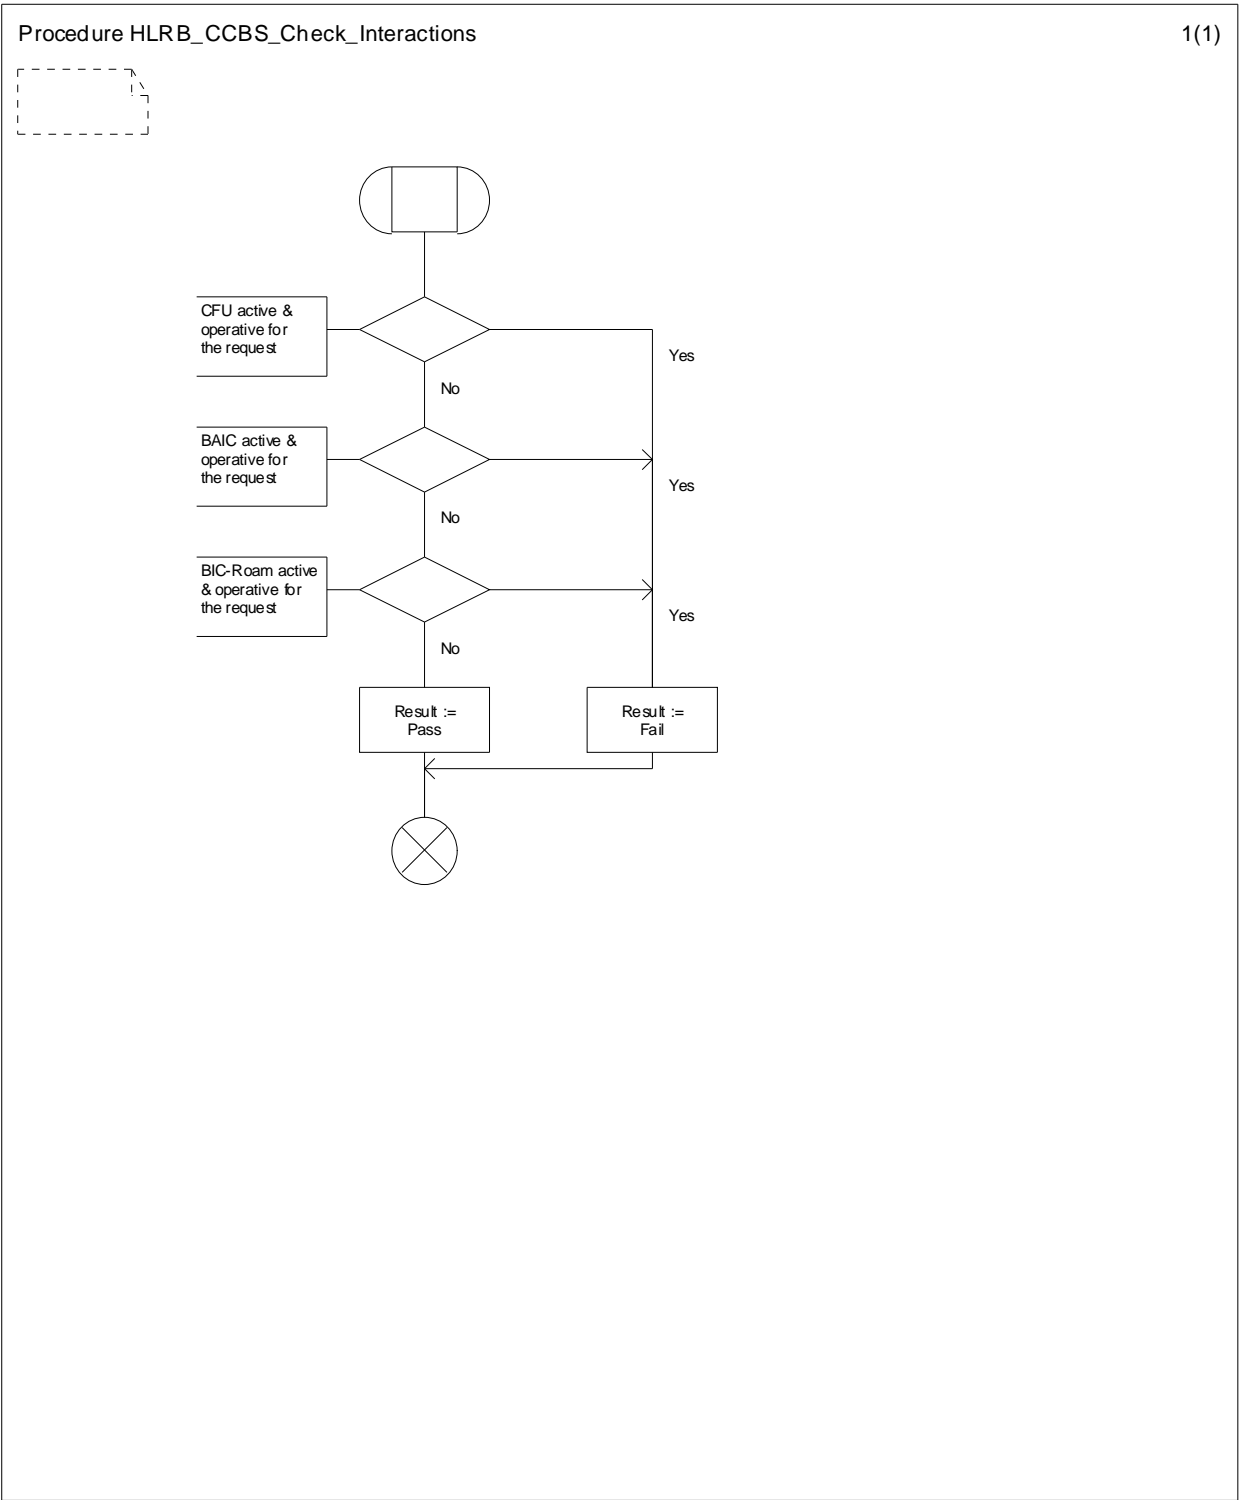 Procedure HLRB_CCBS_Check_Interactions
1(1)
CFU active &
operative for
the request
Yes
No
BAIC active &
operative for
the request
Yes
No
BIC-Roam active
& operative for
the request
Yes
No
Result :=
Pass
Result :=
Fail